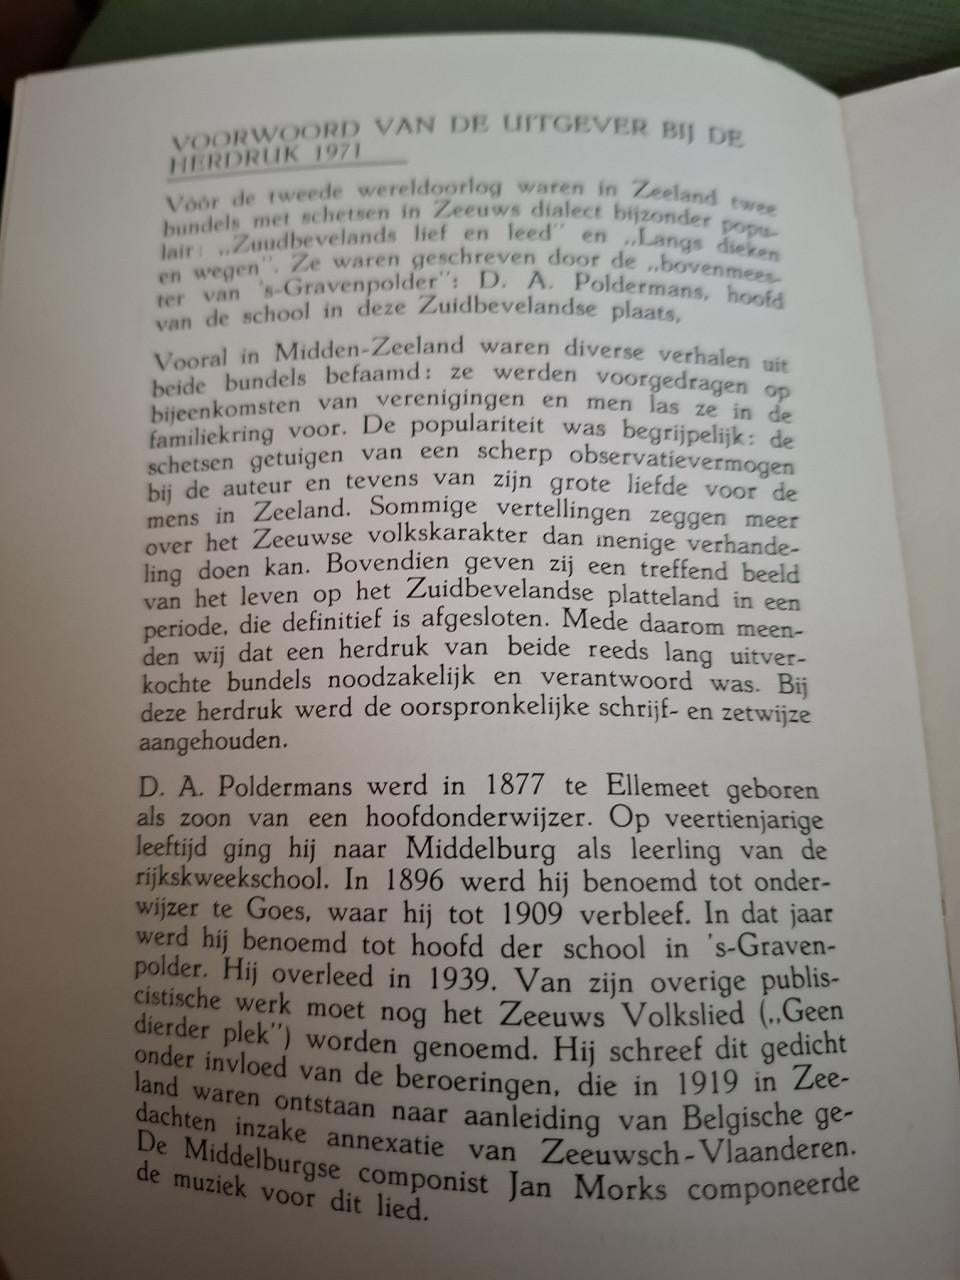 VOORWOORD VAN DE UITGEVER BIJ DE
HERDRUK 1971
Vóór de tweede wereldoorlog waren in Zeeland twee
bundels met schetsen in Zeeuws dialect bijzonder popu-
lair: „Zuudbevelands lief en leed" en „Langs dieken
en wegen". Ze waren geschreven door de „bovenmees-
ter van 's-Gravenpolder": D. A. Poldermans, hoofd
van de school in deze Zuidbevelandse plaats,
Vooral in Midden-Zeeland waren diverse verhalen uit
beide bundels befaamd: ze werden voorgedragen op
bijeenkomsten van verenigingen en men las ze in de
familiekring voor. De populariteit was begrijpelijk: de
schetsen getuigen van een scherp observatievermogen
bij de auteur en tevens van zijn grote liefde voor de
mens in Zeeland. Sommige vertellingen zeggen meer
over het Zeeuwse volkskarakter dan menige verhande-
ling doen kan. Bovendien geven zij een treffend beeld
van het leven op het Zuidbevelandse platteland in een
periode, die definitief is afgesloten. Mede daarom meen-
den wij dat een herdruk van beide reeds lang uitver-
kochte bundels noodzakelijk en verantwoord was. Bij
deze herdruk werd de oorspronkelijke schrijf- en zetwijze
aangehouden.
D. A. Poldermans werd in 1877 te Ellemeet geboren
als zoon van een hoofdonderwijzer. Op veertienjarige
leeftijd ging hij naar Middelburg als leerling van de
rijkskweekschool. In 1896 werd hij benoemd tot onder-
wijzer te Goes, waar hij tot 1909 verbleef. In dat jaar
werd hij benoemd tot hoofd der school in 's-Graven-
polder. Hij overleed in 1939. Van zijn overige publis-
cistische werk moet nog het Zeeuws Volkslied („Geen
dierder plek") worden genoemd. Hij schreef dit gedicht
onder invloed van de beroeringen, die in 1919 in Zee-
land waren ontstaan naar aanleiding van Belgische ge-
dachten inzake annexatie van Zeeuwsch-Vlaanderen.
De Middelburgse componist Jan Morks componeerde
de muziek voor dit lied.